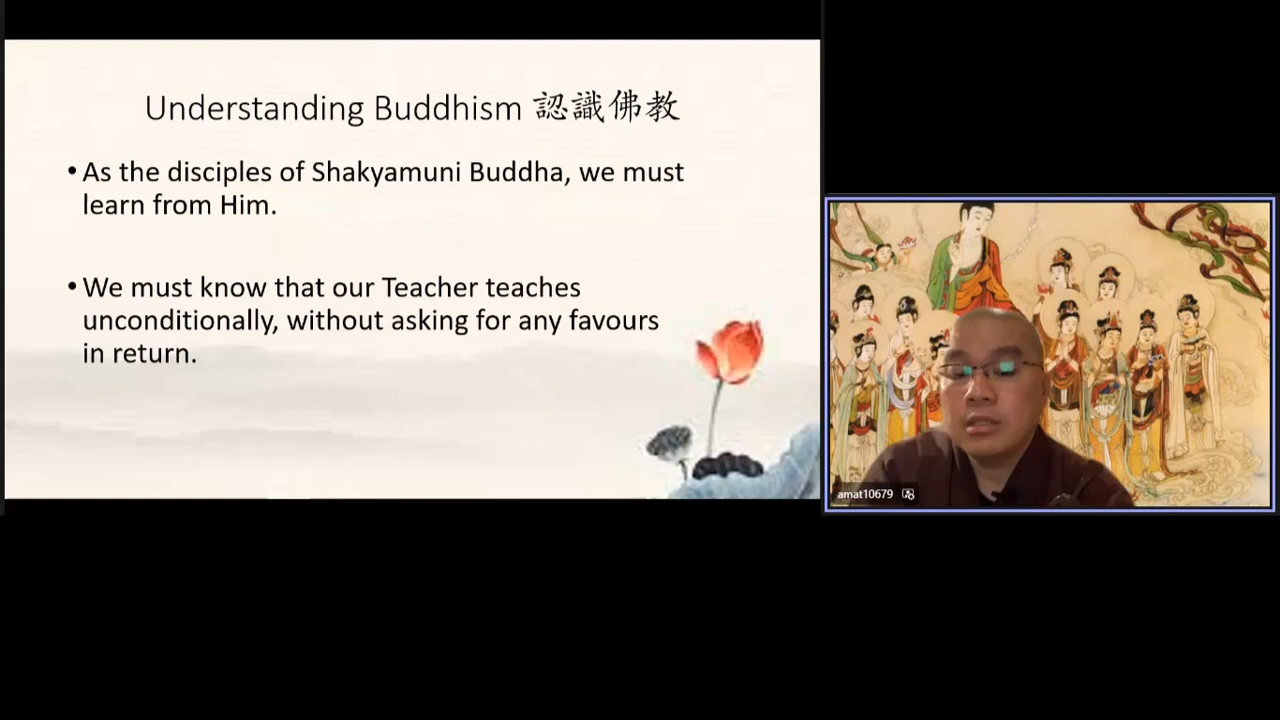 Understanding Buddhism 認識佛教
•As the disciples of Shakyamuni Buddha, we must
learn from Him.
•We must know that our Teacher teaches
unconditionally, without asking for any favours
in return.
amat10679